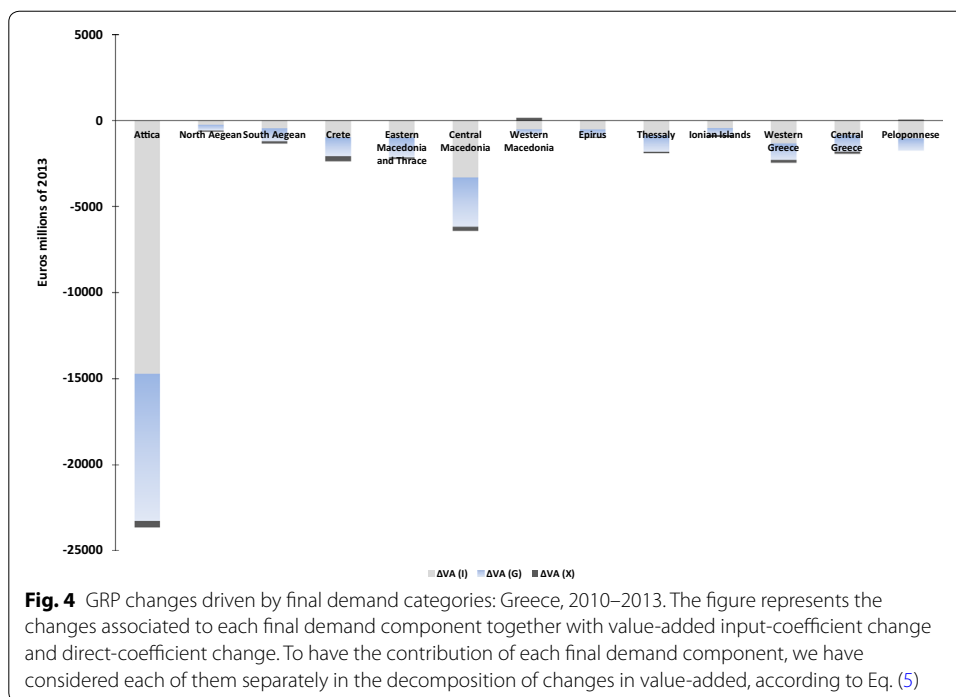 5000
0
-5000
-10000
-15000
-20000
-25000
Euros millions of 2013
Attica
North Aegean
South Aegean
Crete
Eastern
Macedonia
and Thrace
Central
Macedonia
Western
Macedonia
Epirus
Thessaly
Ionian Islands
Western
Greece
Central
Greece
Peloponnese
ΔVA (I) ΔVA (G) ΔVA (X)
Fig. 4 GRP changes driven by final demand categories: Greece, 2010–2013. The figure represents the
changes associated to each final demand component together with value-added input-coefficient change
and direct-coefficient change. To have the contribution of each final demand component, we have
considered each of them separately in the decomposition of changes in value-added, according to Eq. (5)